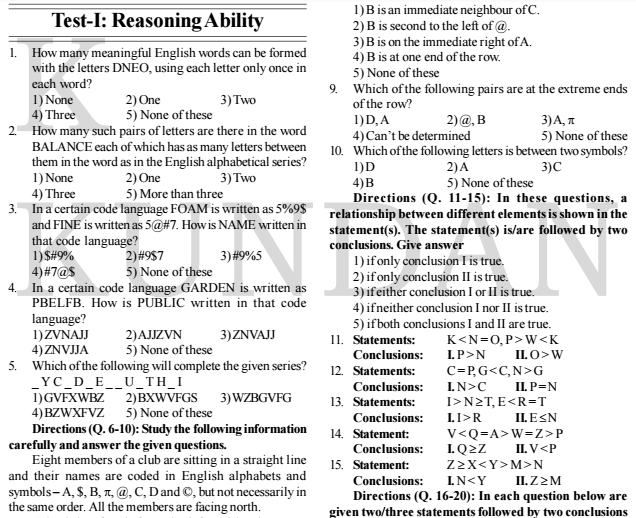 Test-I: Reasoning Ability
1. How many meaningful English words can be formed
with the letters DNEO, using each letter only once in
each word?
1) None 2) One 3) Two
4) Three 5) None of these
2. How many such pairs of letters are there in the word
BALANCE each of which has as many letters between
them in the word as in the English alphabetical series?
1) None 2) One 3) Two
4) Three 5) More than three
3. In a certain code language FOAM is written as 5%9$
and FINE is written as 5@#7. How is NAME written in
that code language?
1) $#9% 2) #9$7 3) #9%5
4) #7@$ 5) None of these
4. In a certain code language GARDEN is written as
PBELFB. How is PUBLIC written in that code
language?
1) ZVNAJJ 2) AJJZVN 3) ZNVAJJ
4) ZNVJJA 5) None of these
5. Which of the following will complete the given series?
_ Y C _ D _ E _ _ U _ T H _ I
1) GVFXWBZ 2) BXWVFGS 3) WZBGVFG
4) BZWXFVZ 5) None of these
Directions (Q. 6-10): Study the following information
carefully and answer the given questions.
Eight members of a club are sitting in a straight line
and their names are coded in English alphabets and
symbols – A, $, B, π, @, C, D and ©, but not necessarily in
the same order. All the members are facing north.
1) B is an immediate neighbour of C.
2) B is second to the left of @.
3) B is on the immediate right of A.
4) B is at one end of the row.
5) None of these
9. Which of the following pairs are at the extreme ends
of the row?
1) D, A 2) @, B 3) A, π
4) Can't be determined 5) None of these
10. Which of the following letters is between two symbols?
1) D 2) A 3) C
4) B 5) None of these
Directions (Q. 11-15): In these questions, a
relationship between different elements is shown in the
statement(s). The statement(s) is/are followed by two
conclusions. Give answer
1) if only conclusion I is true.
2) if only conclusion II is true.
3) if either conclusion I or II is true.
4) if neither conclusion I nor II is true.
5) if both conclusions I and II are true.
11. Statements: K < N = O, P > W < K
Conclusions: I. P > N II. O > W
12. Statements: C = P, G < C, N > G
Conclusions: I. N > C II. P = N
13. Statements: I > N ≥ T, E < R = T
Conclusions: I. I > R II. E ≤ N
14. Statement: V < Q = A > W = Z > P
Conclusions: I. Q ≥ Z II. V < P
15. Statement: Z ≥ X < Y > M > N
Conclusions: I. N < Y II. Z ≥ M
Directions (Q. 16-20): In each question below are
given two/three statements followed by two conclusions
KUNDAN